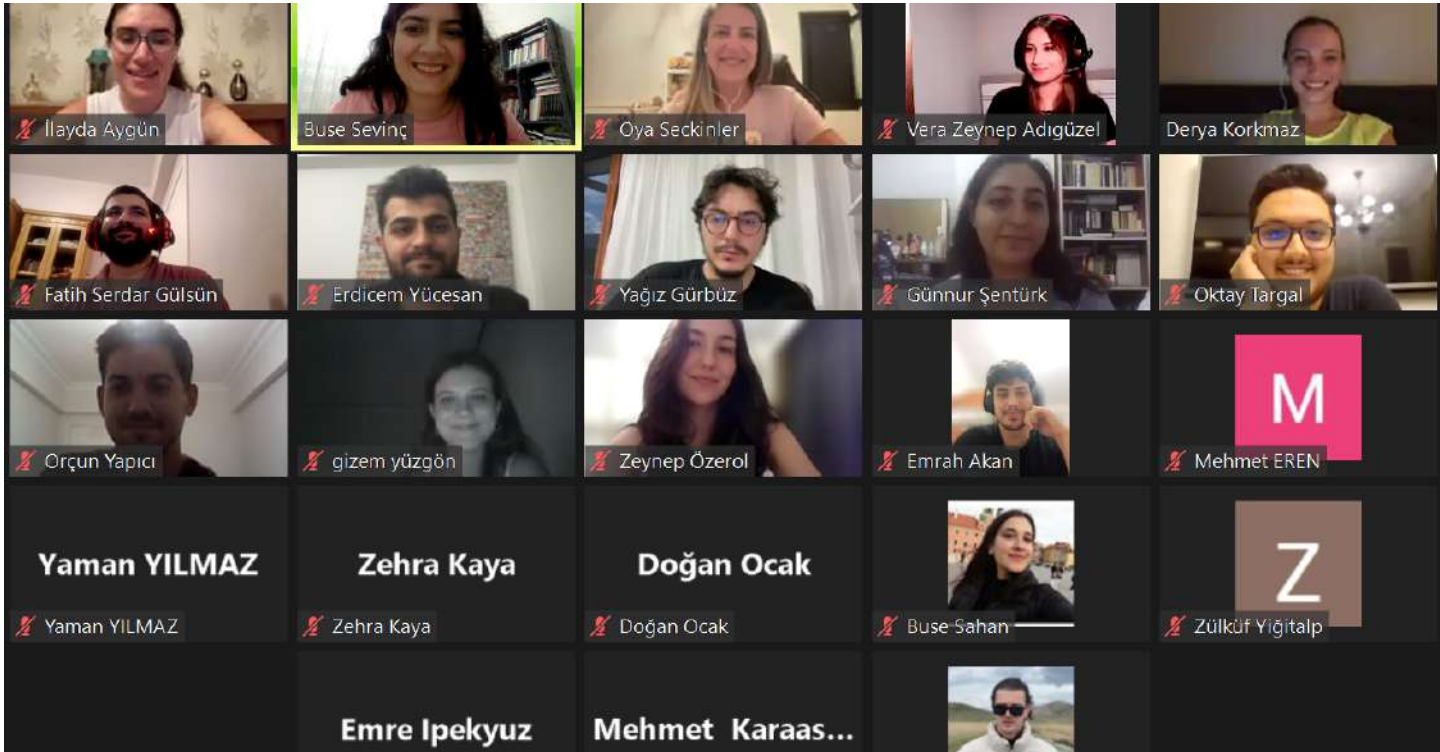 İlayda Aygün
Buse Sevinç
Oya Seckinler
Vera Zeynep Adıgüzel
Derya Korkmaz
Fatih Serdar Gülsün
Erdicem Yücesan
Yağız Gürbüz
Günnur Şentürk
Oktay Targal
Orçun Yapıcı
gizem yüzgön
Zeynep Özerol
Emrah Akan
M
Mehmet EREN
Yaman YILMAZ
Zehra Kaya
Doğan Ocak
Z
Yaman YILMAZ
Zehra Kaya
Doğan Ocak
Buse Sahan
Zülküf Yiğitalp
Emre Ipekyuz
Mehmet Karaas...